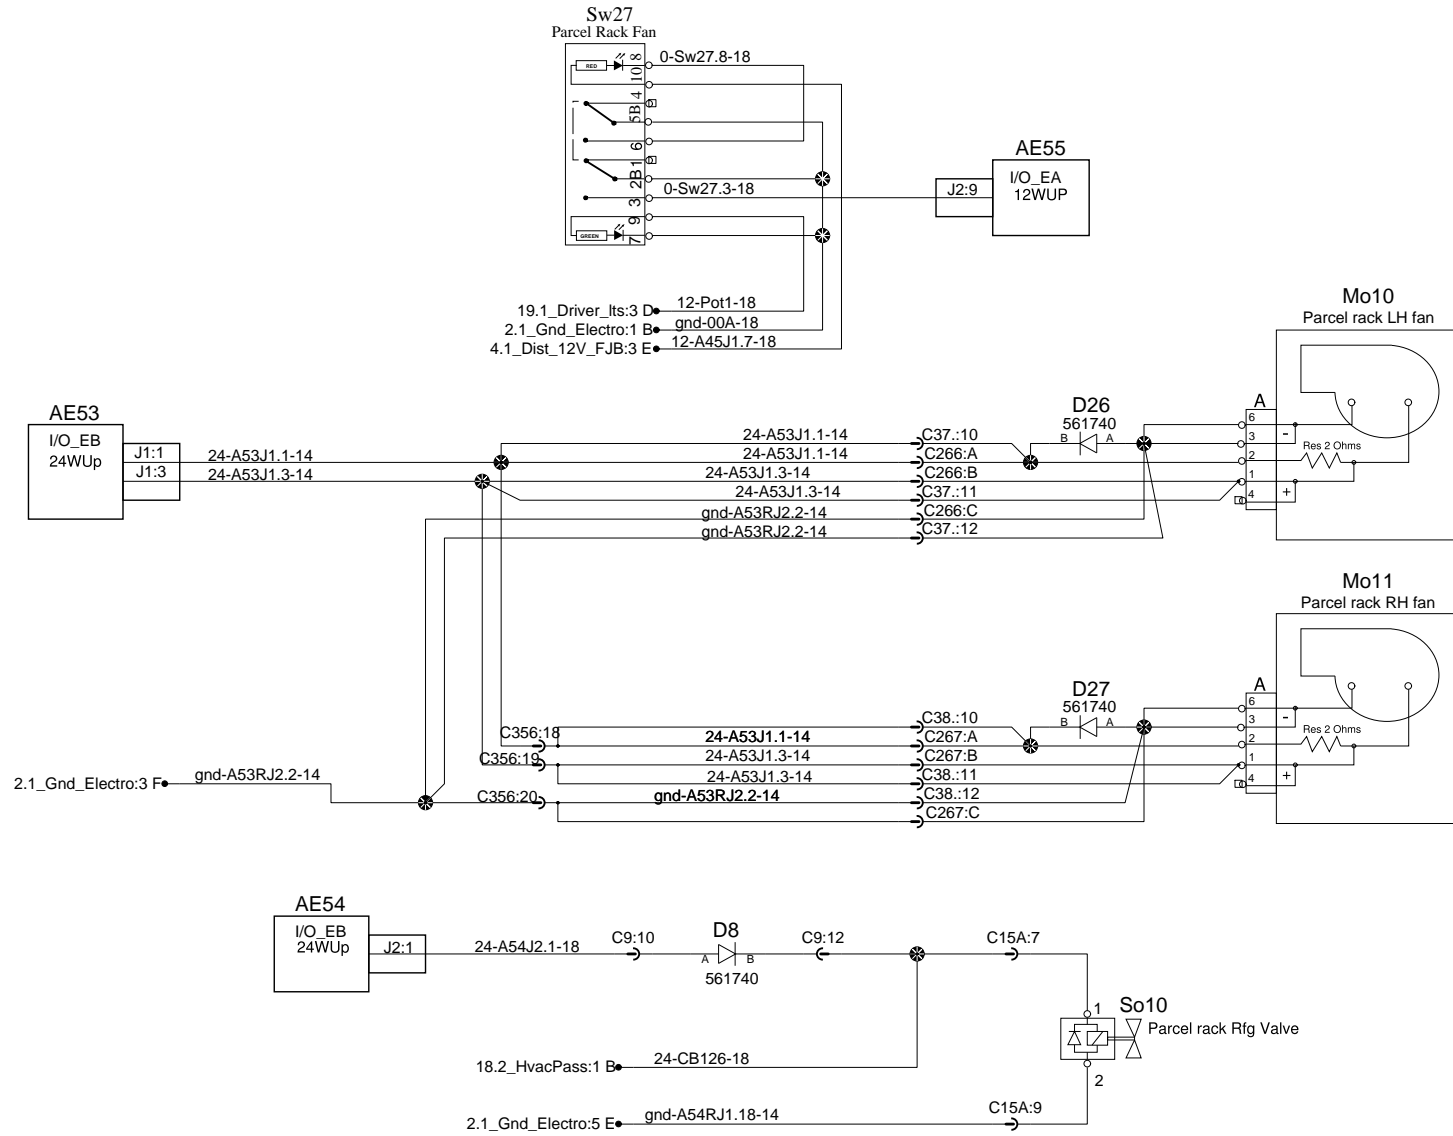 Sw27
Parcel Rack Fan
RED
8
0-Sw27.8-18
10
4
5B
6
1
2B
3
0-Sw27.3-18
9
GREEN
7
AE55
I/O_EA
12WUP
J2:9
19.1_Driver_lts:3 D
12-Pot1-18
2.1_Gnd_Electro:1 B
gnd-00A-18
4.1_Dist_12V_FJB:3 E
12-A45J1.7-18
Mo10
Parcel rack LH fan
AE53
I/O_EB
24WUp
J1:1
J1:3
24-A53J1.1-14
24-A53J1.3-14
24-A53J1.1-14
C37.:10
24-A53J1.1-14
C266:A
24-A53J1.3-14
C266:B
24-A53J1.3-14
C37.:11
gnd-A53RJ2.2-14
C266:C
gnd-A53RJ2.2-14
C37.:12
D26
561740
B
A
A
6
3
2
1
4
-
+
Res 2 Ohms
Mo11
Parcel rack RH fan
C356:18
C356:19
C356:20
C38.:10
24-A53J1.1-14
C267:A
24-A53J1.3-14
C267:B
24-A53J1.3-14
C38.:11
gnd-A53RJ2.2-14
C38.:12
C267:C
D27
561740
B
A
A
6
3
2
1
4
-
+
Res 2 Ohms
2.1_Gnd_Electro:3 F
gnd-A53RJ2.2-14
AE54
I/O_EB
24WUp
J2:1
24-A54J2.1-18
C9:10
D8
A
B
561740
C9:12
C15A:7
1
So10
Parcel rack Rfg Valve
2
18.2_HvacPass:1 B
24-CB126-18
2.1_Gnd_Electro:5 E
gnd-A54RJ1.18-14
C15A:9